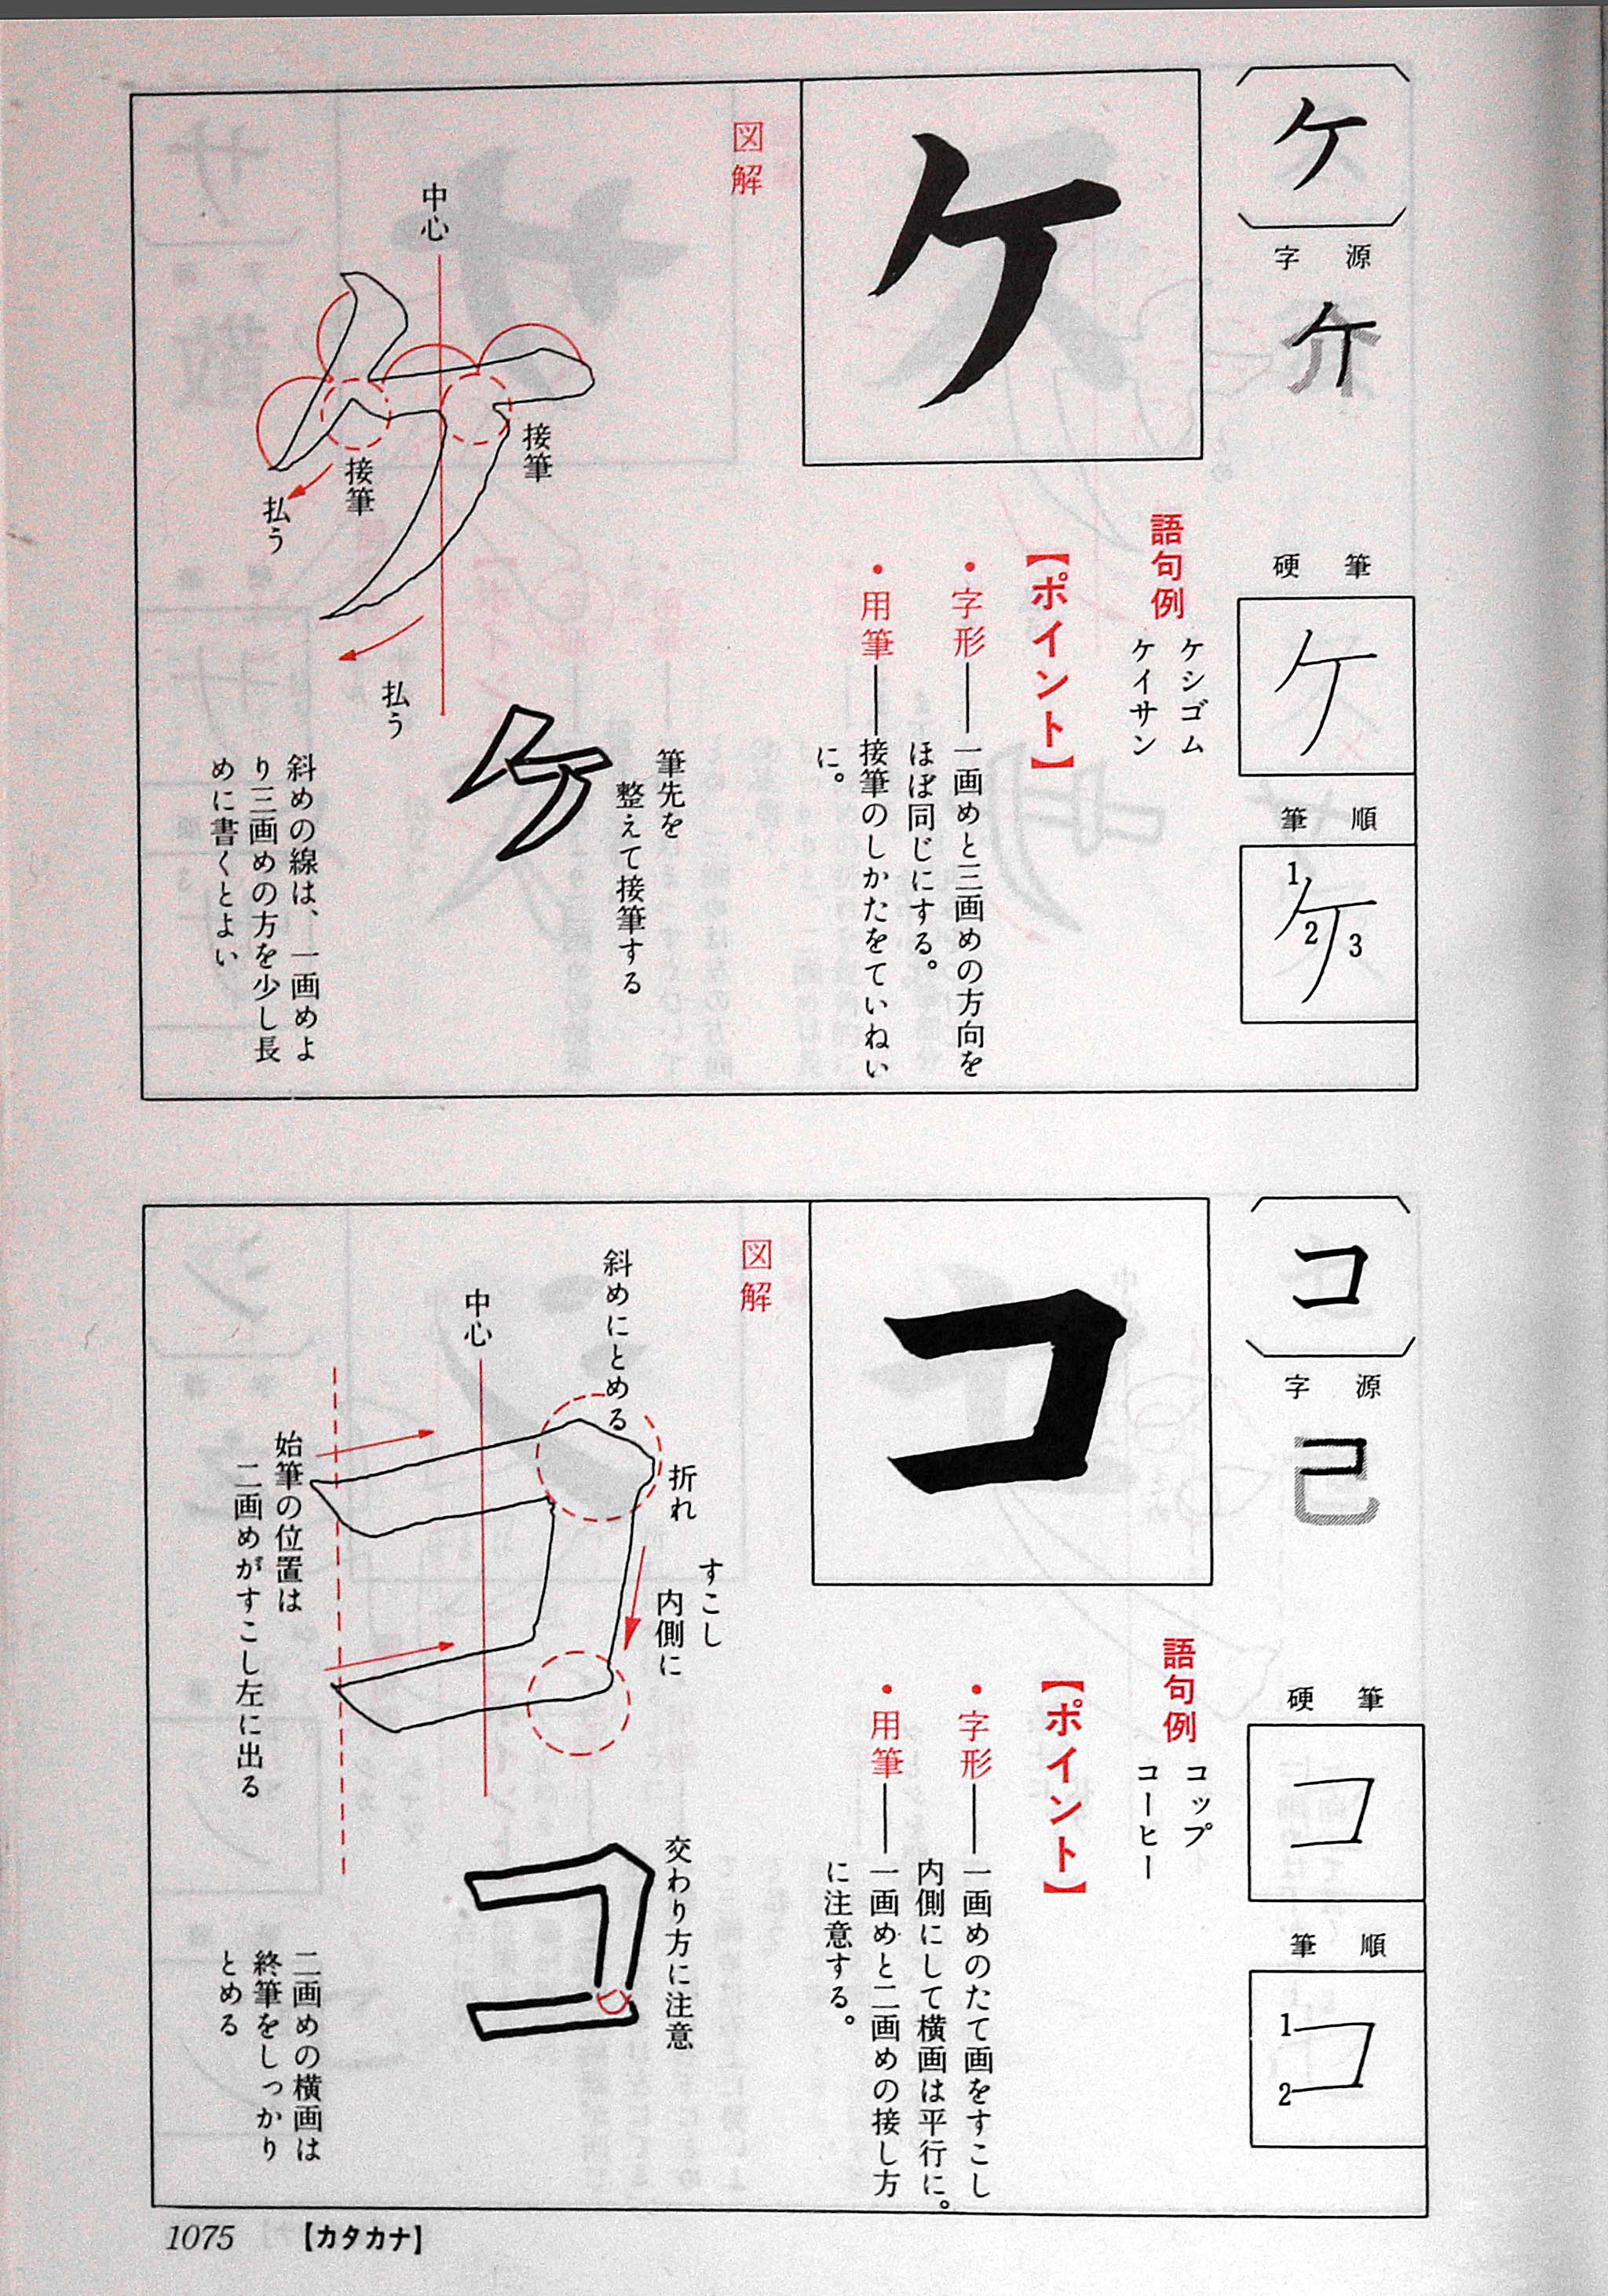 ケ
字源
介
硬筆
ケ
筆順
ケ
1
2
3
ケ
語句例
ケシゴム
ケイサン
【ポイント】
・字形──一画めと三画めの方向を
ほぼ同じにする。
・用筆──接筆のしかたをていねい
に。
図解
中心
接筆
接筆
払う
払う
ケ
筆先を
整えて接筆する
斜めの線は、一画めよ
り三画めの方を少し長
めに書くとよい
コ
字源
己
硬筆
コ
筆順
コ
1
2
コ
語句例
コップ
コーヒー
【ポイント】
・字形──一画めのたて画をすこし
内側にして横画は平行に。
・用筆──一画めと二画めの接し方
に注意する。
図解
斜めにとめる
中心
折れ
すこし
内側に
始筆の位置は
二画めがすこし左に出る
コ
交わり方に注意
二画めの横画は
終筆をしっかり
とめる
1075 【カタカナ】